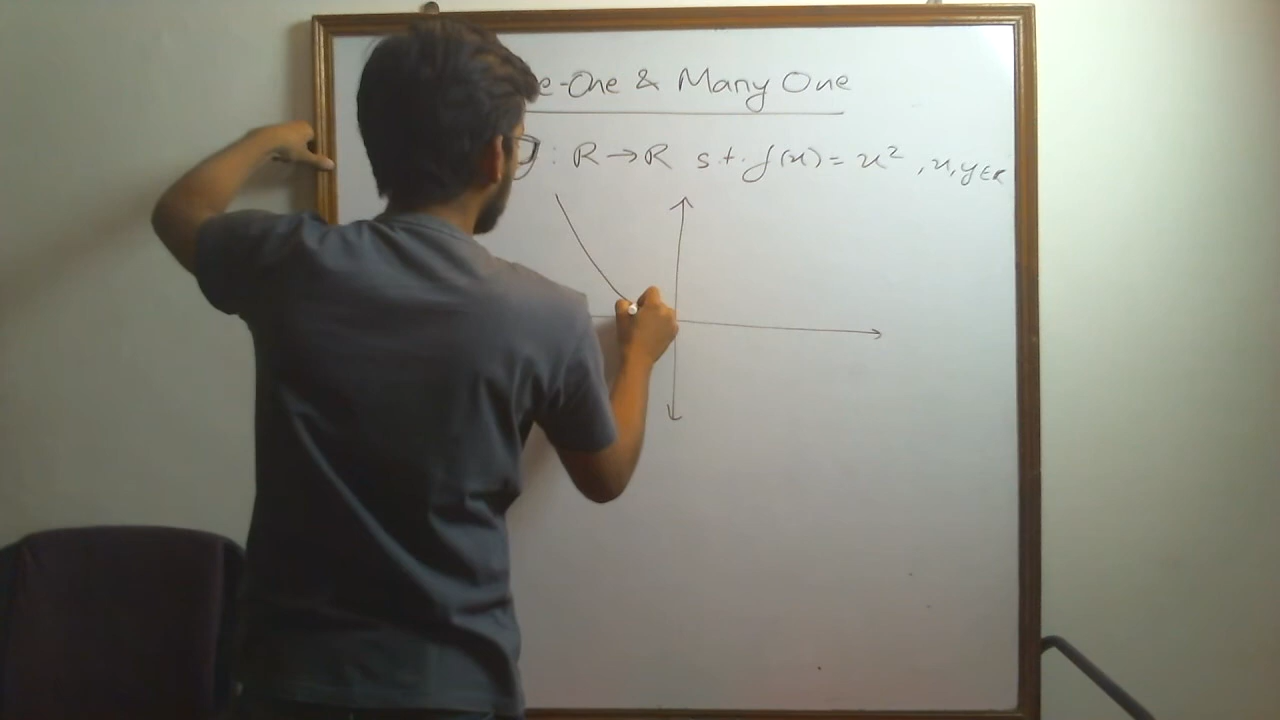 e-One & Many One
: R→R s.t. f(x) = x², x,y∈R